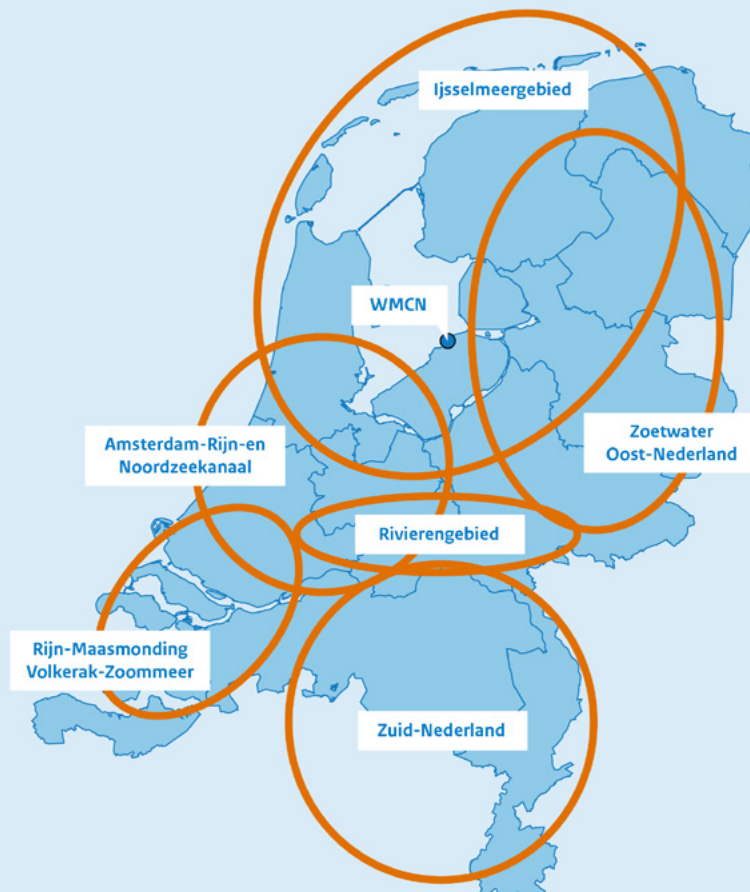 Ijsselmeergebied
WMCN
Amsterdam-Rijn-en
Noordzeekanaal
Zoetwater
Oost-Nederland
Rivierengebied
Rijn-Maasmonding
Volkerak-Zoommeer
Zuid-Nederland